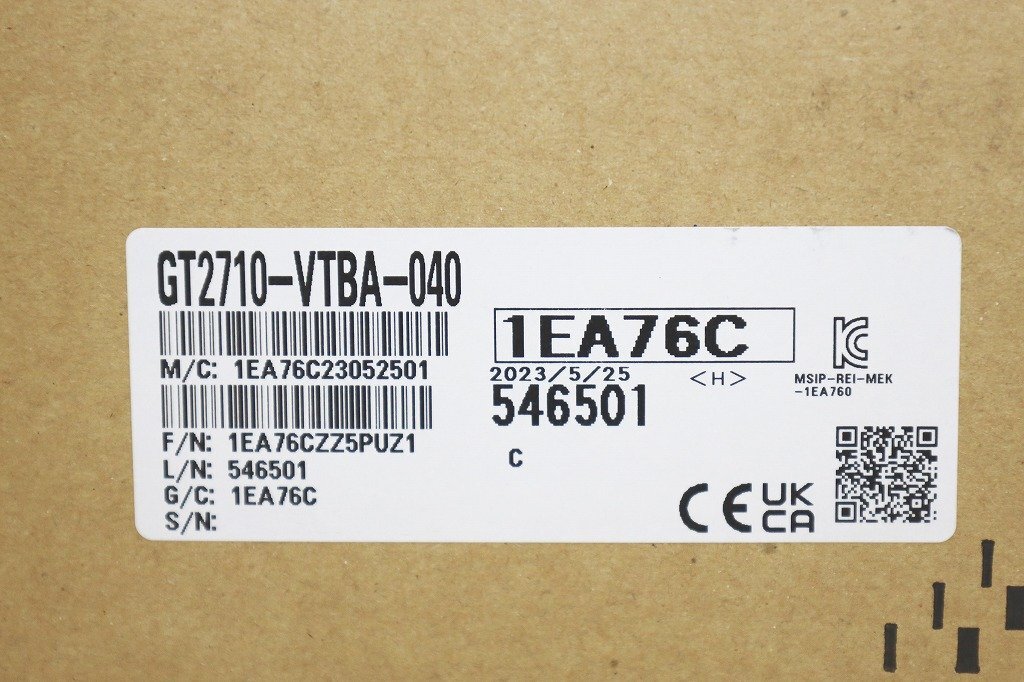 GT2710-VTBA-040
M/C: 1EA76C23052501
F/N: 1EA76CZZ5PUZ1
L/N: 546501
G/C: 1EA76C
S/N:
1EA76C
2023/5/25 <H>
546501
C
KC
MSIP-REI-MEK
-1EA760
CE UK
CA